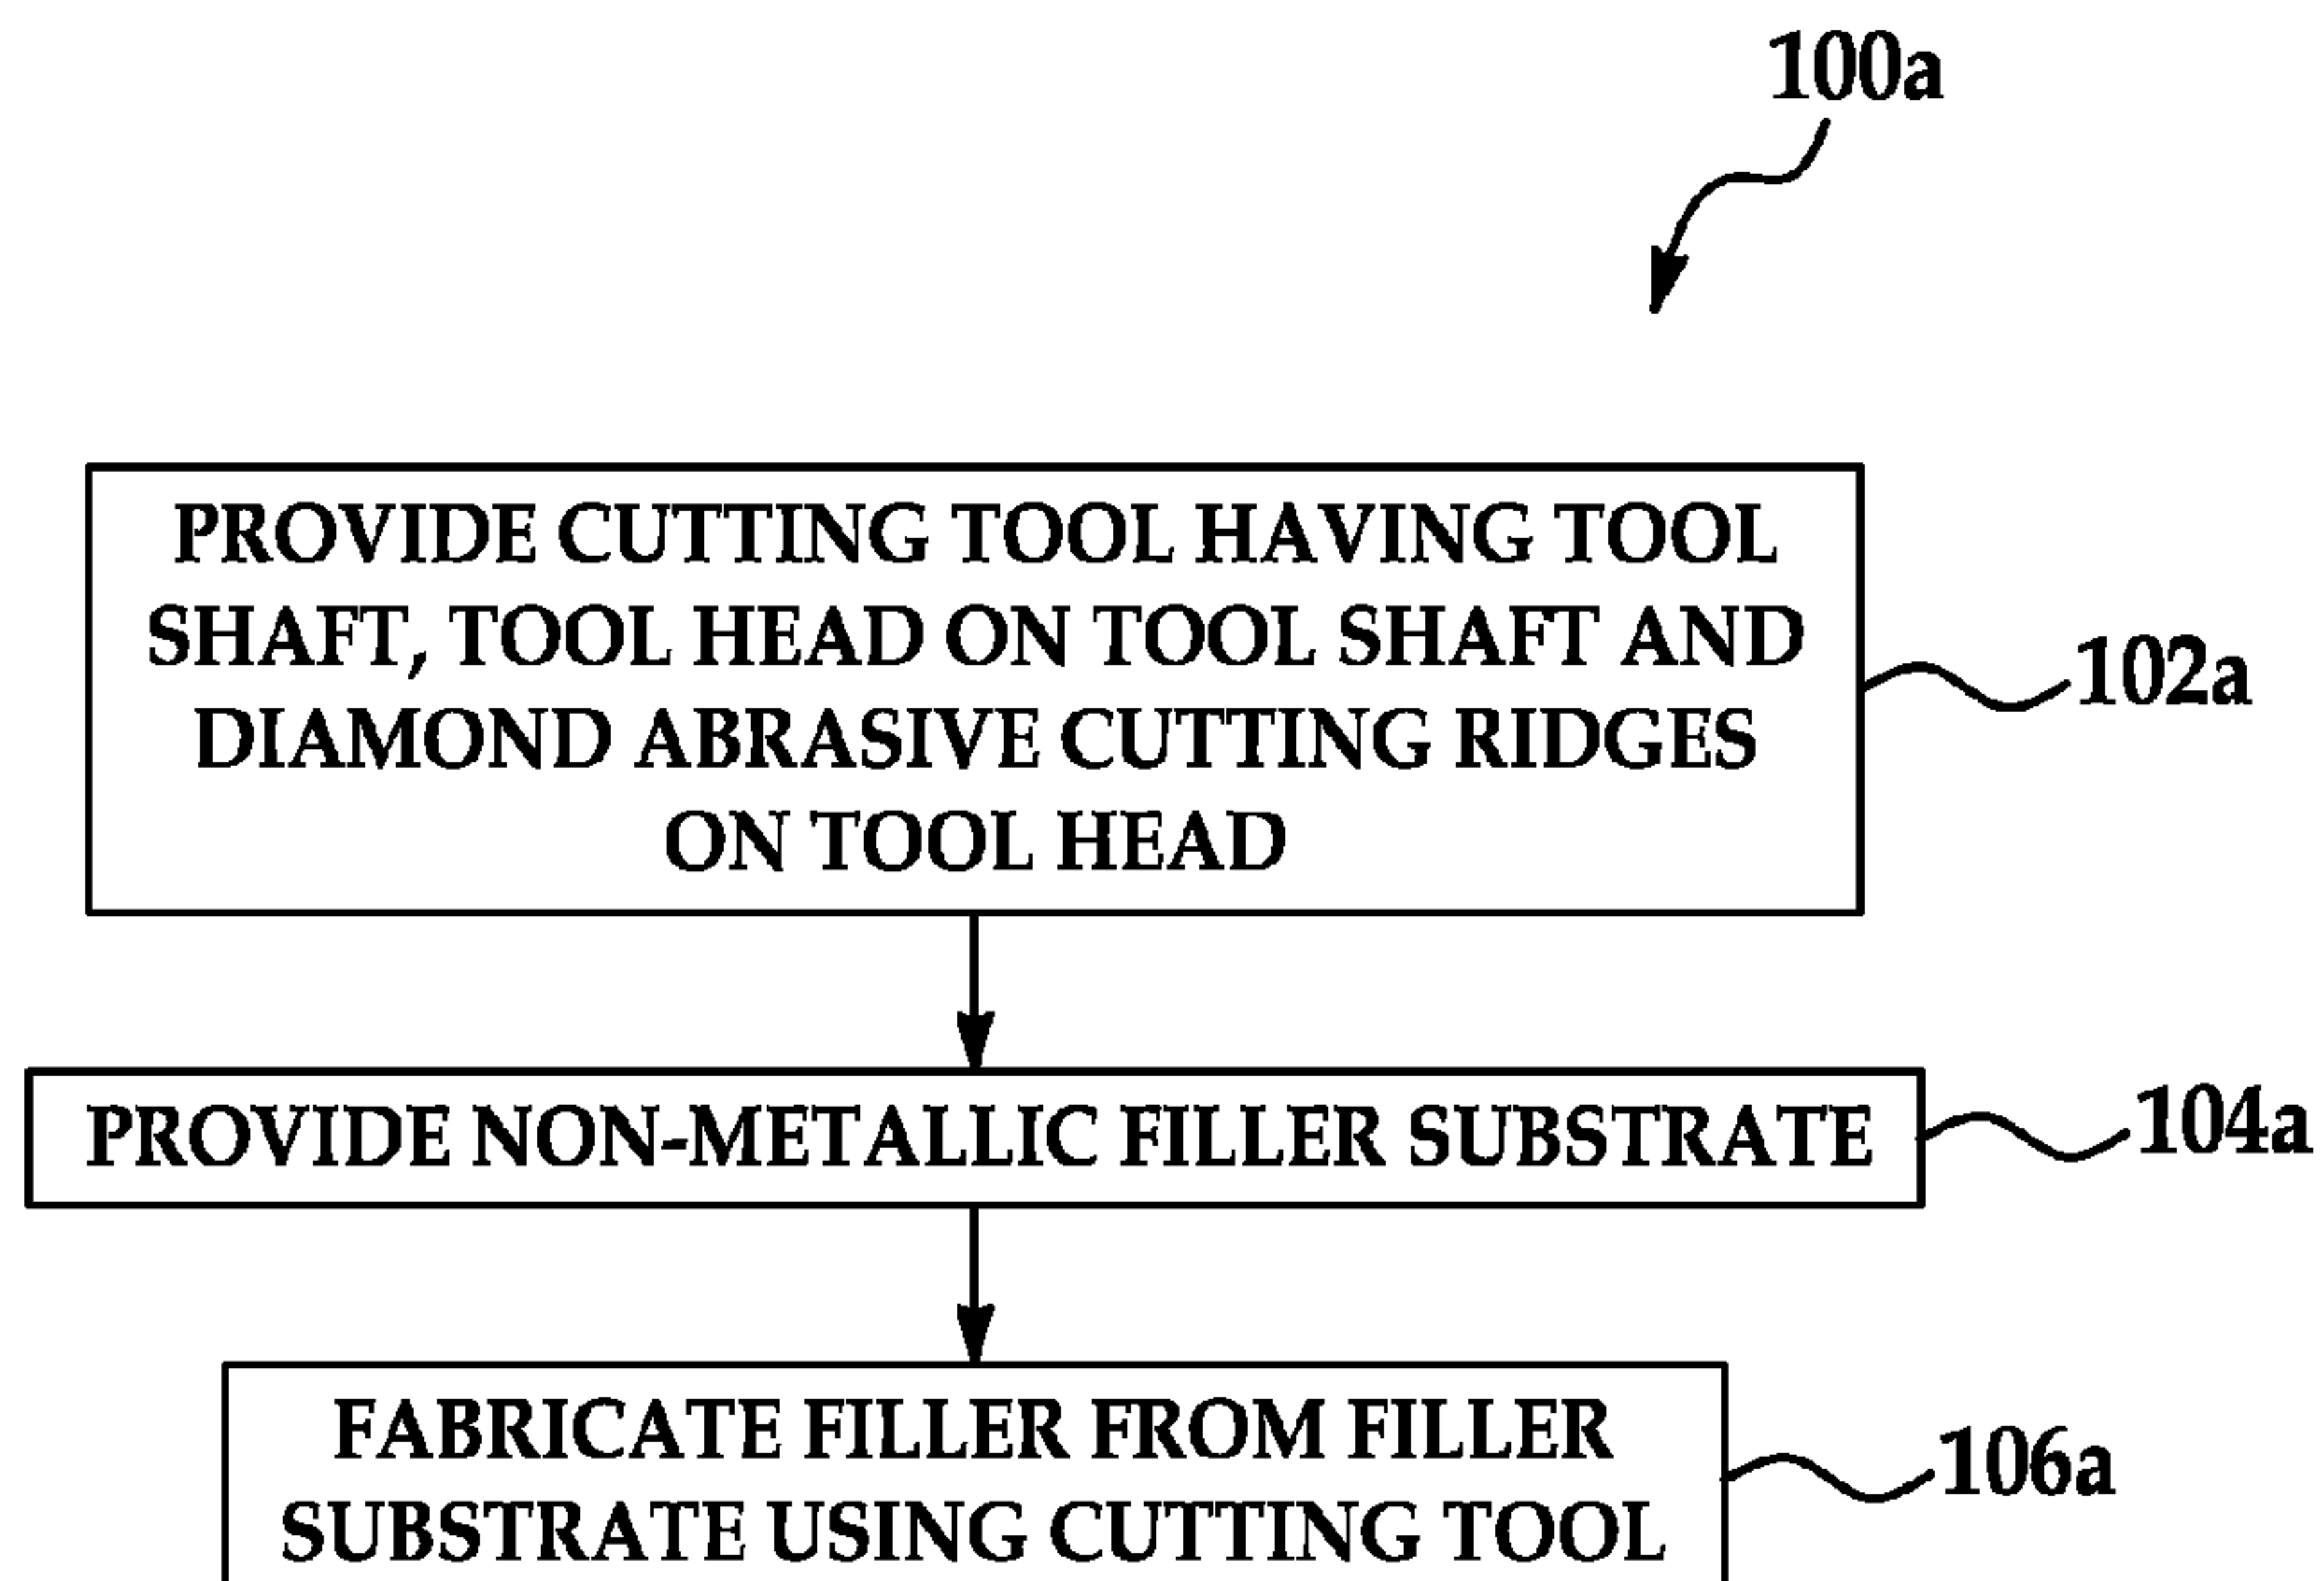 100a
PROVIDE CUTTING TOOL HAVING TOOL
SHAFT, TOOL HEAD ON TOOL SHAFT AND
DIAMOND ABRASIVE CUTTING RIDGES
ON TOOL HEAD
102a
PROVIDE NON-METALLIC FILLER SUBSTRATE
104a
FABRICATE FILLER FROM FILLER
SUBSTRATE USING CUTTING TOOL
106a